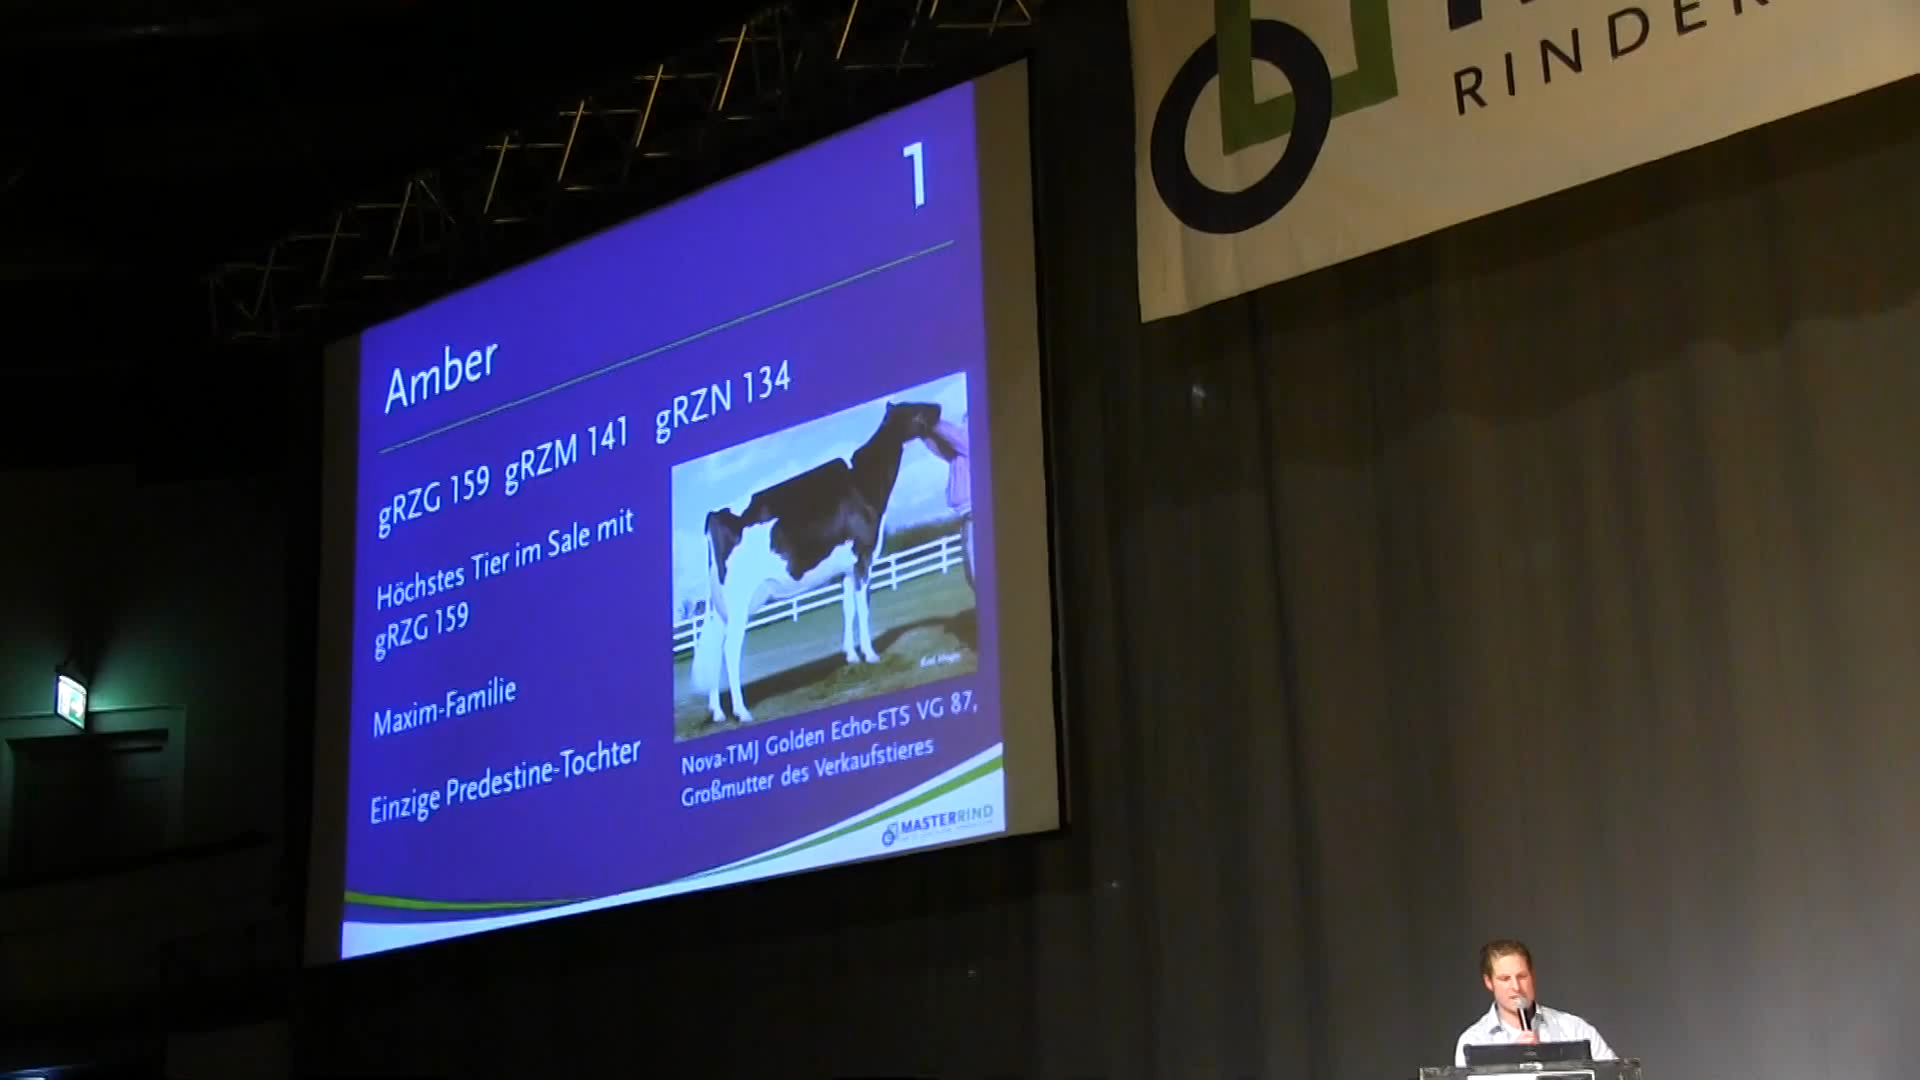 1
Amber
gRZG 159 gRZM 141 gRZN 134
Höchstes Tier im Sale mit
gRZG 159
Maxim-Familie
Einzige Predestine-Tochter
Nova-TMJ Golden Echo-ETS VG 87,
Großmutter des Verkaufstieres
MASTERRIND
RINDER